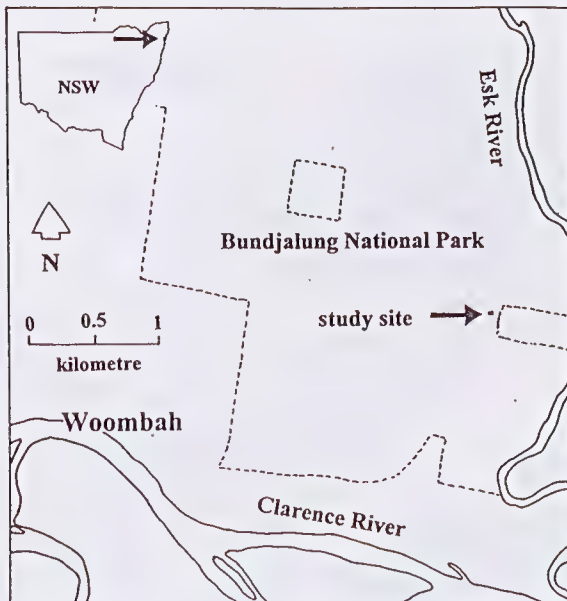 NSW
Esk River
N
Bundjalung National Park
0 0.5 1
kilometre
study site
Woombah
Clarence River